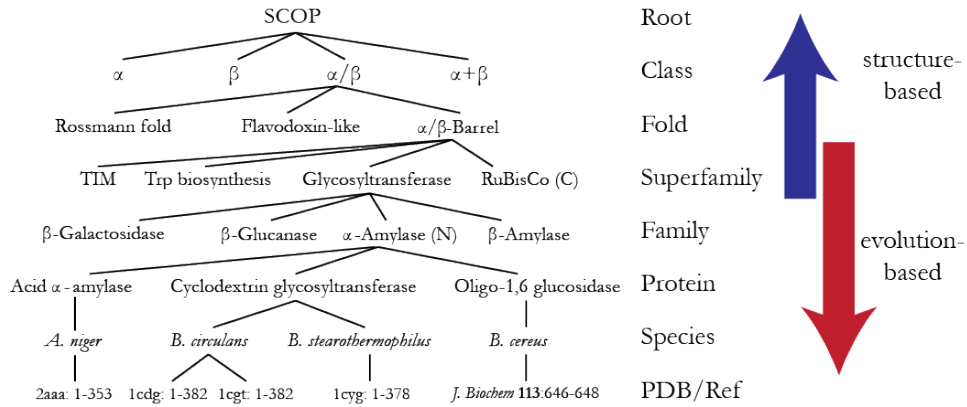 SCOP Root
α β α/β α+β Class
structure-
based
Rossmann fold Flavodoxin-like α/β-Barrel Fold
TIM Trp biosynthesis Glycosyltransferase RuBisCo (C) Superfamily
β-Galactosidase β-Glucanase α-Amylase (N) β-Amylase Family
evolution-
based
Acid α-amylase Cyclodextrin glycosyltransferase Oligo-1,6 glucosidase Protein
A. niger B. circulans B. stearothermophilus B. cereus Species
2aaa: 1-353 1cdg: 1-382 1cgt: 1-382 1cyg: 1-378 J. Biochem 113:646-648 PDB/Ref